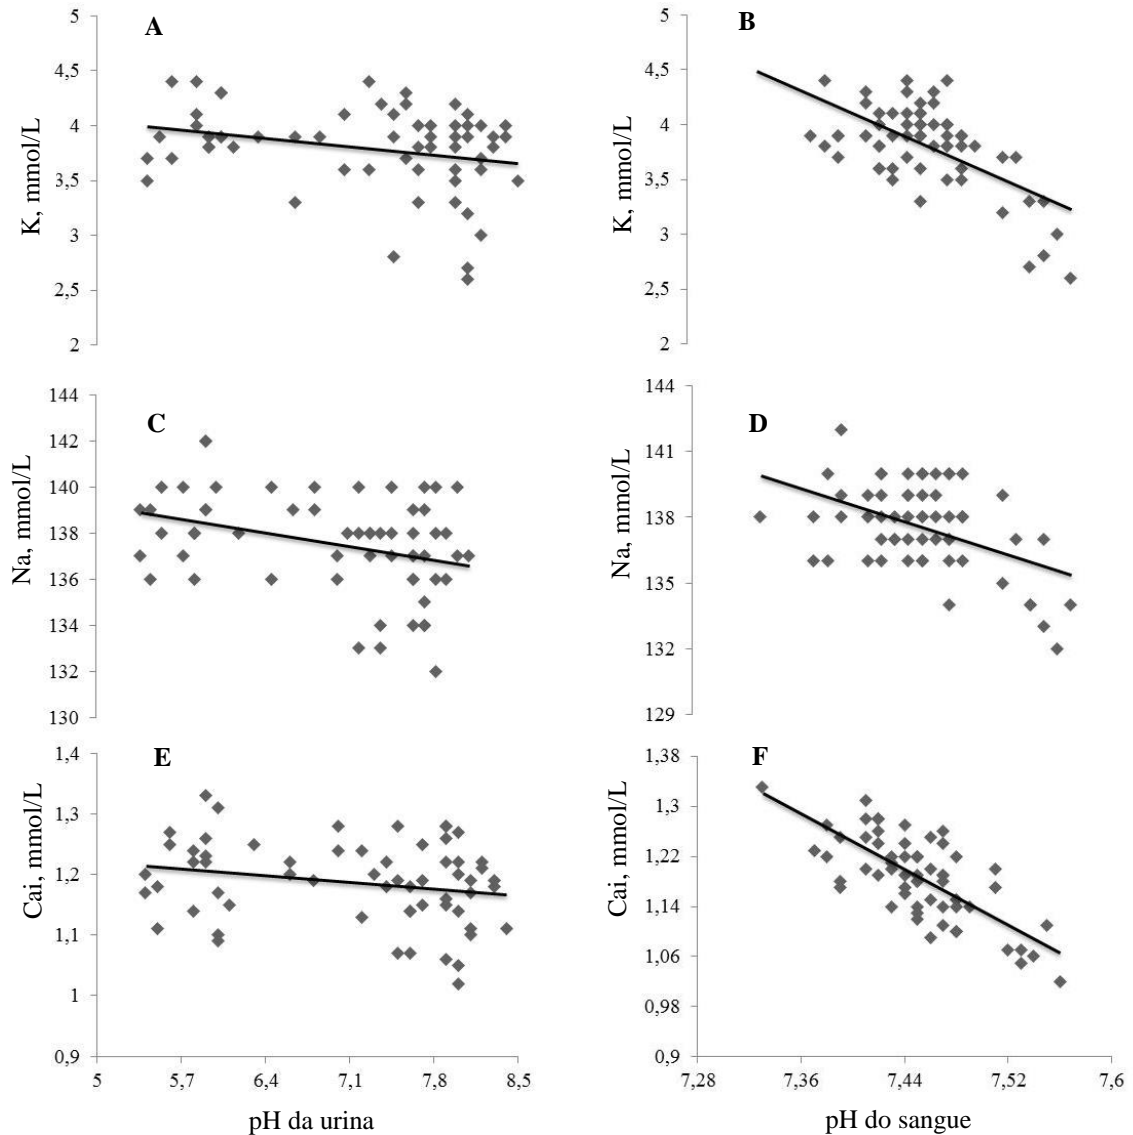 A
K, mmol/L
5
4,5
4
3,5
3
2,5
2
B
K, mmol/L
5
4,5
4
3,5
3
2,5
2
C
Na, mmol/L
144
142
140
138
136
134
132
130
D
Na, mmol/L
144
141
138
135
132
129
E
Cai, mmol/L
1,4
1,3
1,2
1,1
1
0,9
5 5,7 6,4 7,1 7,8 8,5
pH da urina
F
Cai, mmol/L
1,38
1,3
1,22
1,14
1,06
0,98
0,9
7,28 7,36 7,44 7,52 7,6
pH do sangue